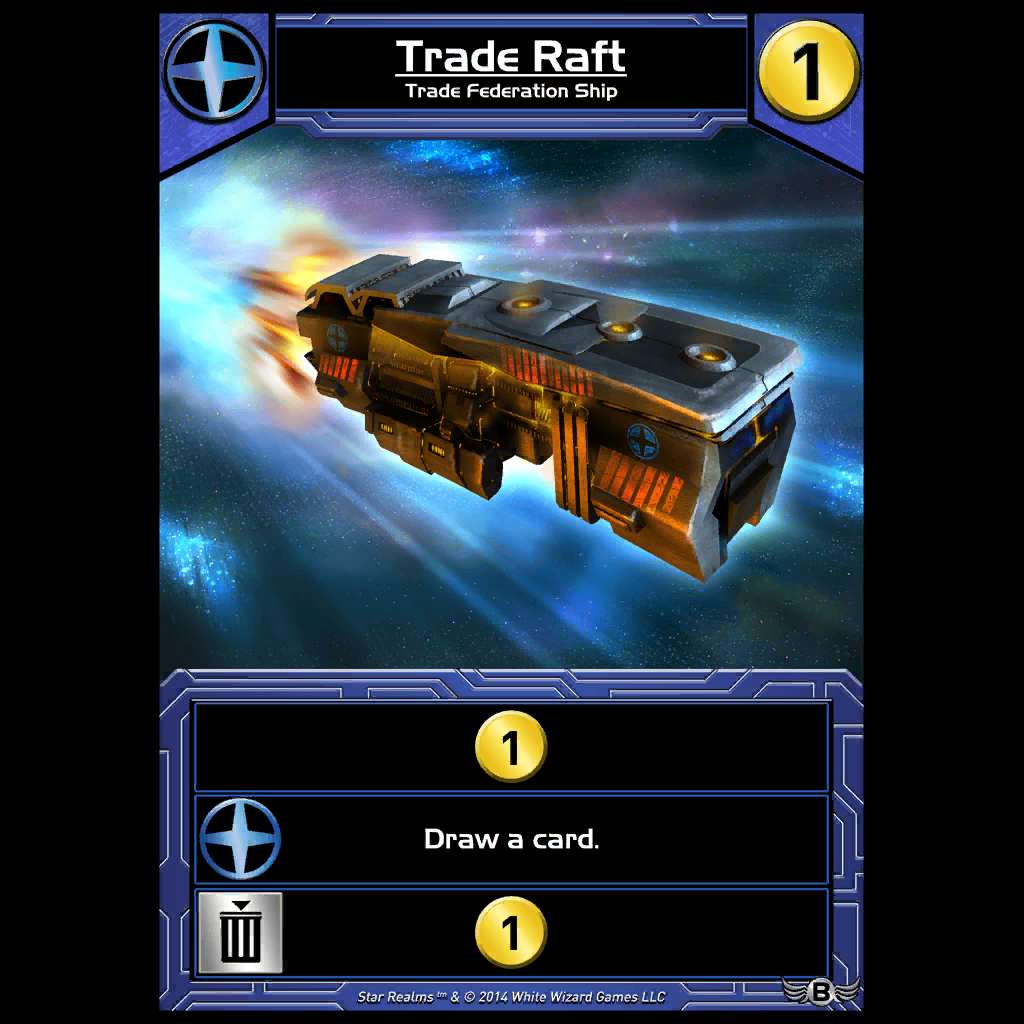 Trade Raft
1
Trade Federation Ship
1
Draw a card.
1
Star Realms™ & © 2014 White Wizard Games LLC
B